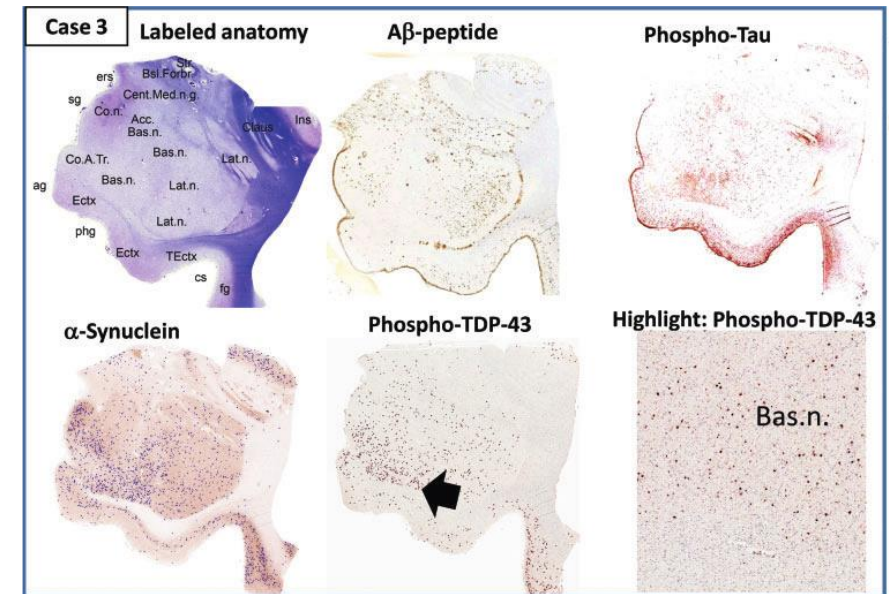 Case 3
Labeled anatomy
Aβ-peptide
Phospho-Tau
Str.
ers
Bsl.Forbr.
sg
Cent.Med.n.g.
Co.n.
Acc.
Bas.n.
Claus
Ins
Co.A.Tr.
Bas.n.
Lat.n.
ag
Bas.n.
Lat.n.
Ectx
phg
Lat.n.
Ectx
TEctx
cs
fg
α-Synuclein
Phospho-TDP-43
Highlight: Phospho-TDP-43
Bas.n.